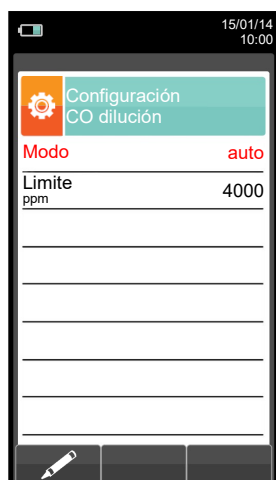 15/01/14
10:00
Configuración
CO dilución
Modo auto
Limite 4000
ppm